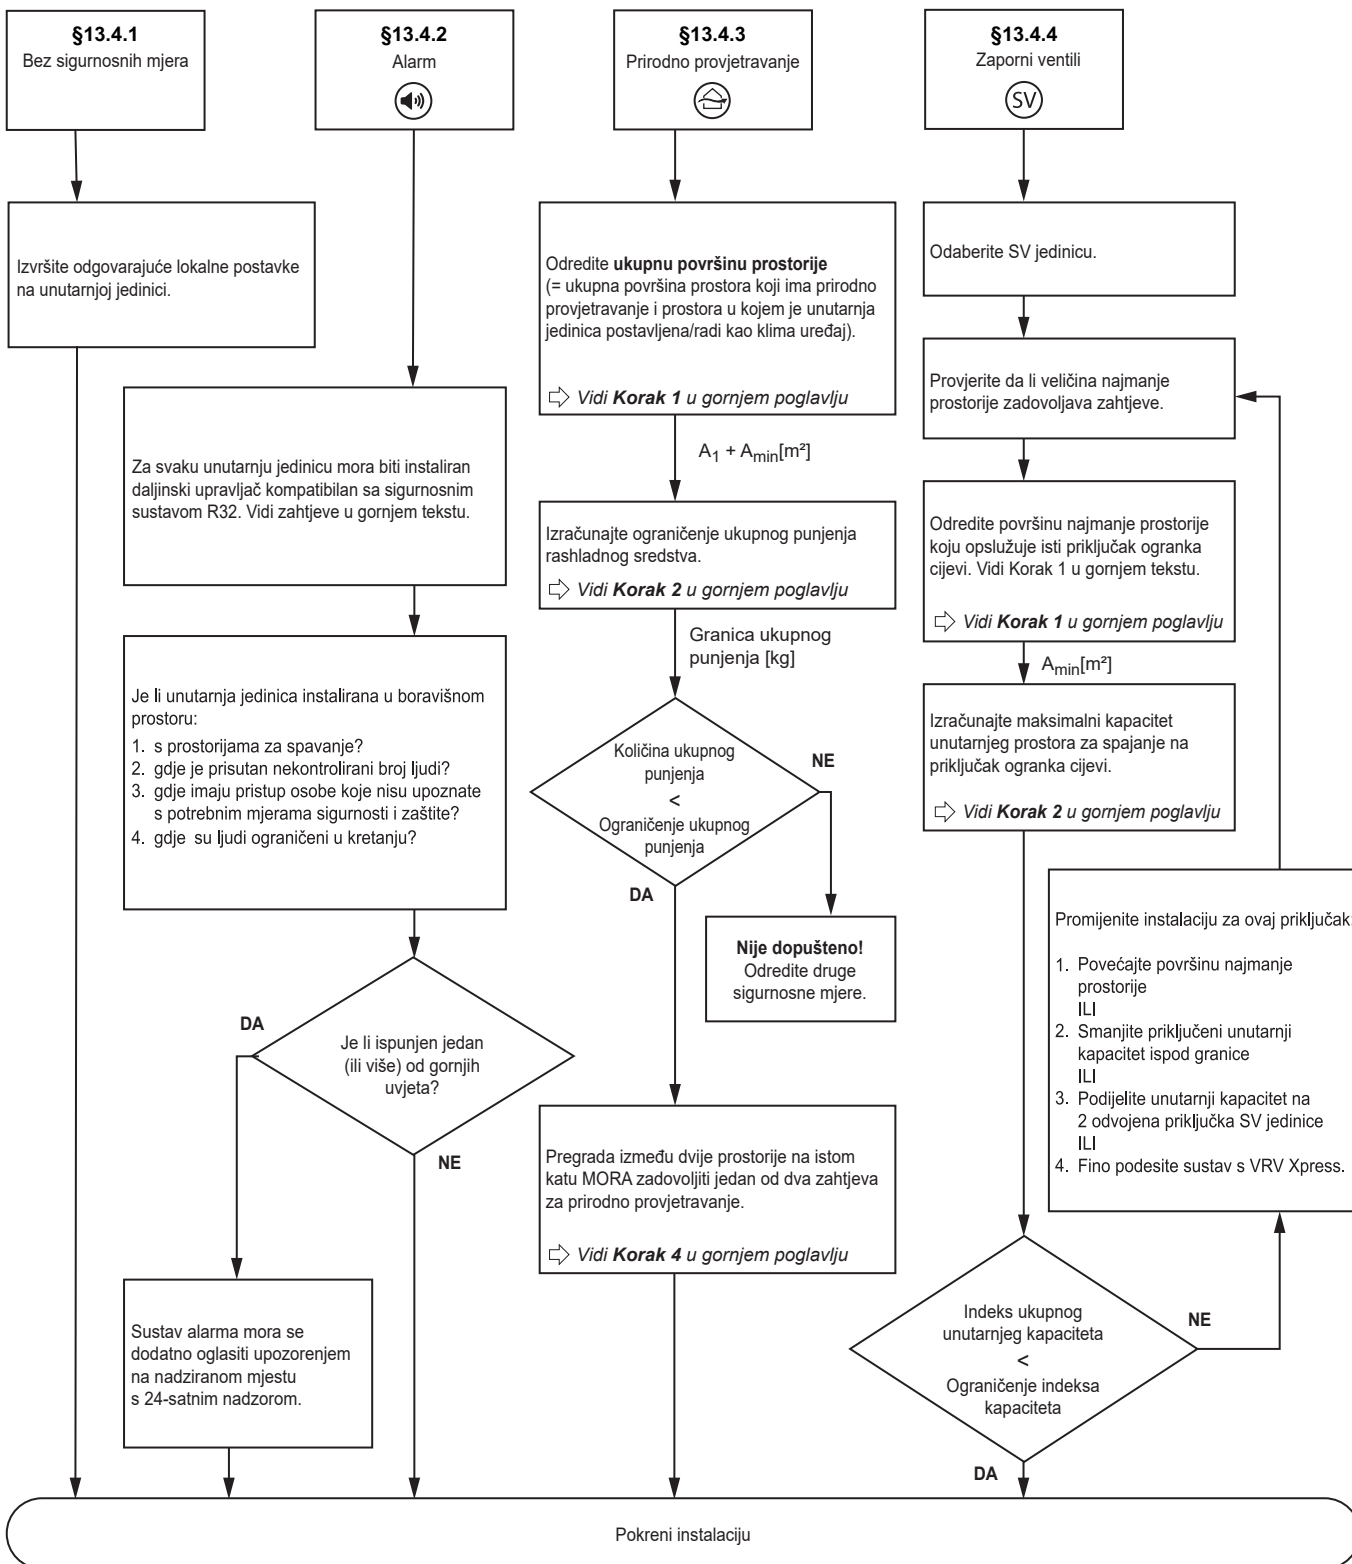 §13.4.1
Bez sigurnosnih mjera
§13.4.2
Alarm
§13.4.3
Prirodno provjetravanje
§13.4.4
Zaporni ventili
SV
Izvršite odgovarajuće lokalne postavke
na unutarnjoj jedinici.
Za svaku unutarnju jedinicu mora biti instaliran
daljinski upravljač kompatibilan sa sigurnosnim
sustavom R32. Vidi zahtjeve u gornjem tekstu.
Je li unutarnja jedinica instalirana u boravišnom
prostoru:
1. s prostorijama za spavanje?
2. gdje je prisutan nekontrolirani broj ljudi?
3. gdje imaju pristup osobe koje nisu upoznate
s potrebnim mjerama sigurnosti i zaštite?
4. gdje su ljudi ograničeni u kretanju?
DA
Je li ispunjen jedan
(ili više) od gornjih
uvjeta?
NE
Sustav alarma mora se
dodatno oglasiti upozorenjem
na nadziranom mjestu
s 24-satnim nadzorom.
Odredite ukupnu površinu prostorije
(= ukupna površina prostora koji ima prirodno
provjetravanje i prostora u kojem je unutarnja
jedinica postavljena/radi kao klima uređaj).
Vidi Korak 1 u gornjem poglavlju
A1 + Amin[m²]
Izračunajte ograničenje ukupnog punjenja
rashladnog sredstva.
Vidi Korak 2 u gornjem poglavlju
Granica ukupnog
punjenja [kg]
Količina ukupnog
punjenja
<
Ograničenje ukupnog
punjenja
NE
DA
Nije dopušteno!
Odredite druge
sigurnosne mjere.
Pregrada između dvije prostorije na istom
katu MORA zadovoljiti jedan od dva zahtjeva
za prirodno provjetravanje.
Vidi Korak 4 u gornjem poglavlju
Odaberite SV jedinicu.
Provjerite da li veličina najmanje
prostorije zadovoljava zahtjeve.
Odredite površinu najmanje prostorije
koju opslužuje isti priključak ogranka
cijevi. Vidi Korak 1 u gornjem tekstu.
Vidi Korak 1 u gornjem poglavlju
Amin[m²]
Izračunajte maksimalni kapacitet
unutarnjeg prostora za spajanje na
priključak ogranka cijevi.
Vidi Korak 2 u gornjem poglavlju
Promijenite instalaciju za ovaj priključak:
1. Povećajte površinu najmanje
prostorije
ILI
2. Smanjite priključeni unutarnji
kapacitet ispod granice
ILI
3. Podijelite unutarnji kapacitet na
2 odvojena priključka SV jedinice
ILI
4. Fino podesite sustav s VRV Xpress.
Indeks ukupnog
unutarnjeg kapaciteta
<
Ograničenje indeksa
kapaciteta
NE
DA
Pokreni instalaciju